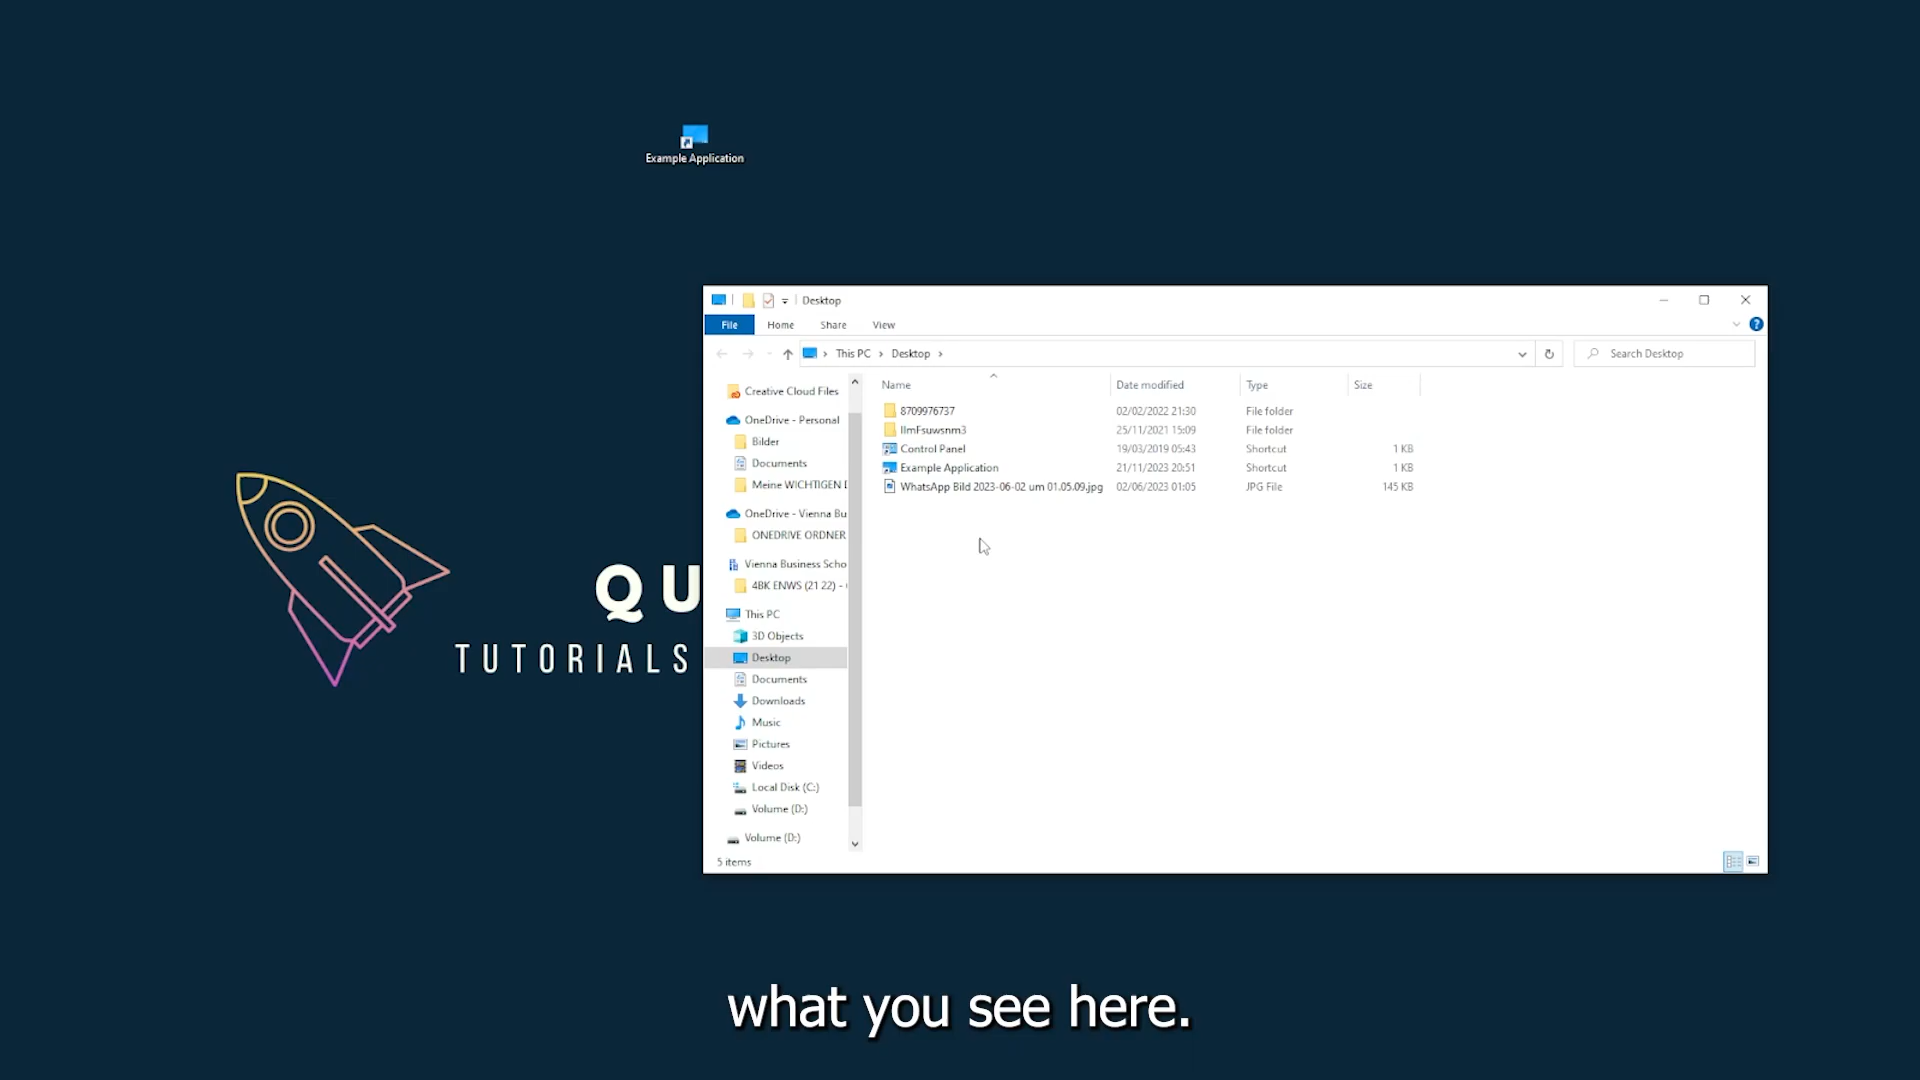 Example Application
QU
TUTORIALS
Desktop
File Home Share View
This PC Desktop
Search Desktop
Name Date modified Type Size
8709976737 02/02/2022 21:30 File folder
IlmFsuwsnm3 25/11/2021 15:09 File folder
Control Panel 19/03/2019 05:43 Shortcut 1 KB
Example Application 21/11/2023 20:51 Shortcut 1 KB
WhatsApp Bild 2023-06-02 um 01.05.09.jpg 02/06/2023 01:05 JPG File 145 KB
Creative Cloud Files
OneDrive - Personal
Bilder
Documents
Meine WICHTIGEN D
OneDrive - Vienna Bu
ONEDRIVE ORDNER
Vienna Business Scho
4BK ENWS (21 22) -
This PC
3D Objects
Desktop
Documents
Downloads
Music
Pictures
Videos
Local Disk (C:)
Volume (D:)
Volume (D:)
5 items
what you see here.